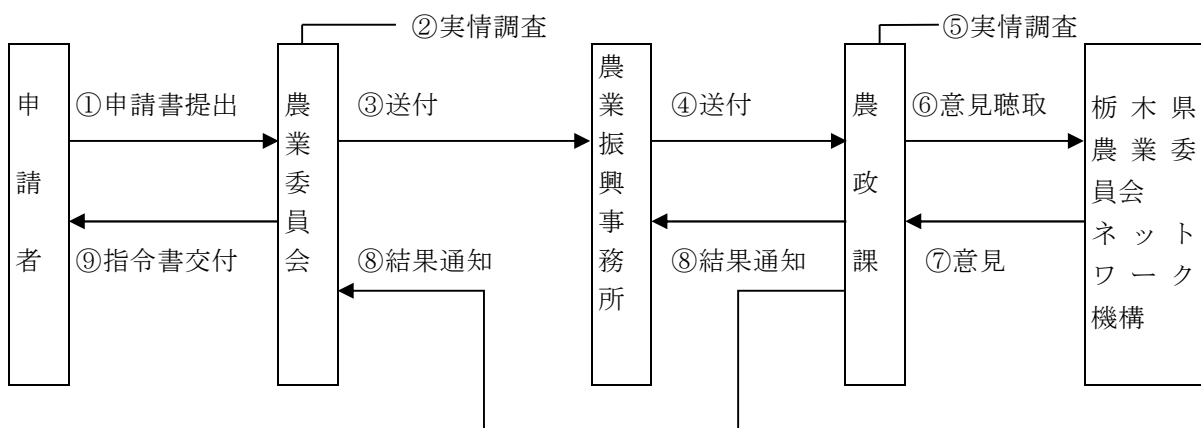 ②実情調査
⑤実情調査
申請者
①申請書提出
⑨指令書交付
農業委員会
③送付
⑧結果通知
農業振興事務所
④送付
⑧結果通知
農政課
⑥意見聴取
⑦意見
栃木県
農業委
員会
ネット
ワーク
機構